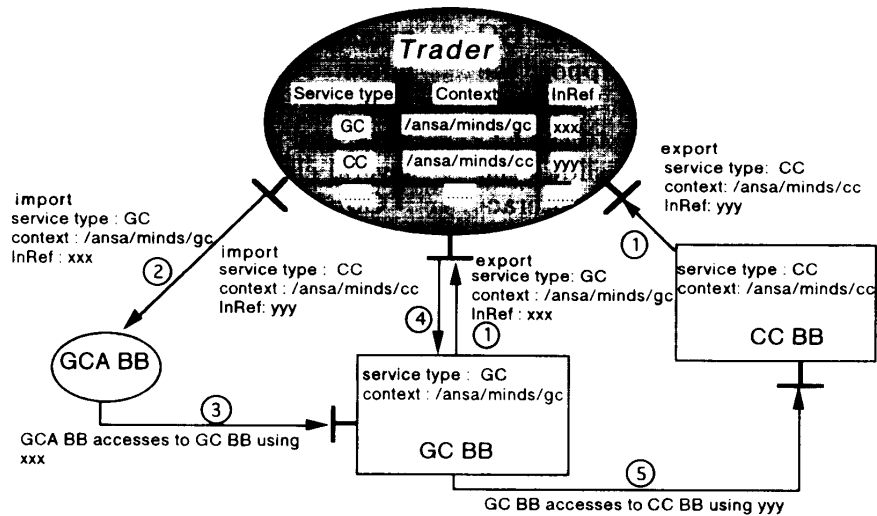 Trader
Service type Context InRef
GC /ansa/minds/gc xxx
CC /ansa/minds/cc yyy
...... ...... ......
import
service type : GC
context : /ansa/minds/gc
InRef : xxx
2
import
service type : CC
context : /ansa/minds/cc
InRef: yyy
4
export
service type: GC
context : /ansa/minds/gc
InRef : xxx
1
export
service type: CC
context: /ansa/minds/cc
InRef: yyy
1
service type : CC
context: /ansa/minds/cc
CC BB
GCA BB
3
GCA BB accesses to GC BB using
xxx
service type : GC
context : /ansa/minds/gc
GC BB
5
GC BB accesses to CC BB using yyy